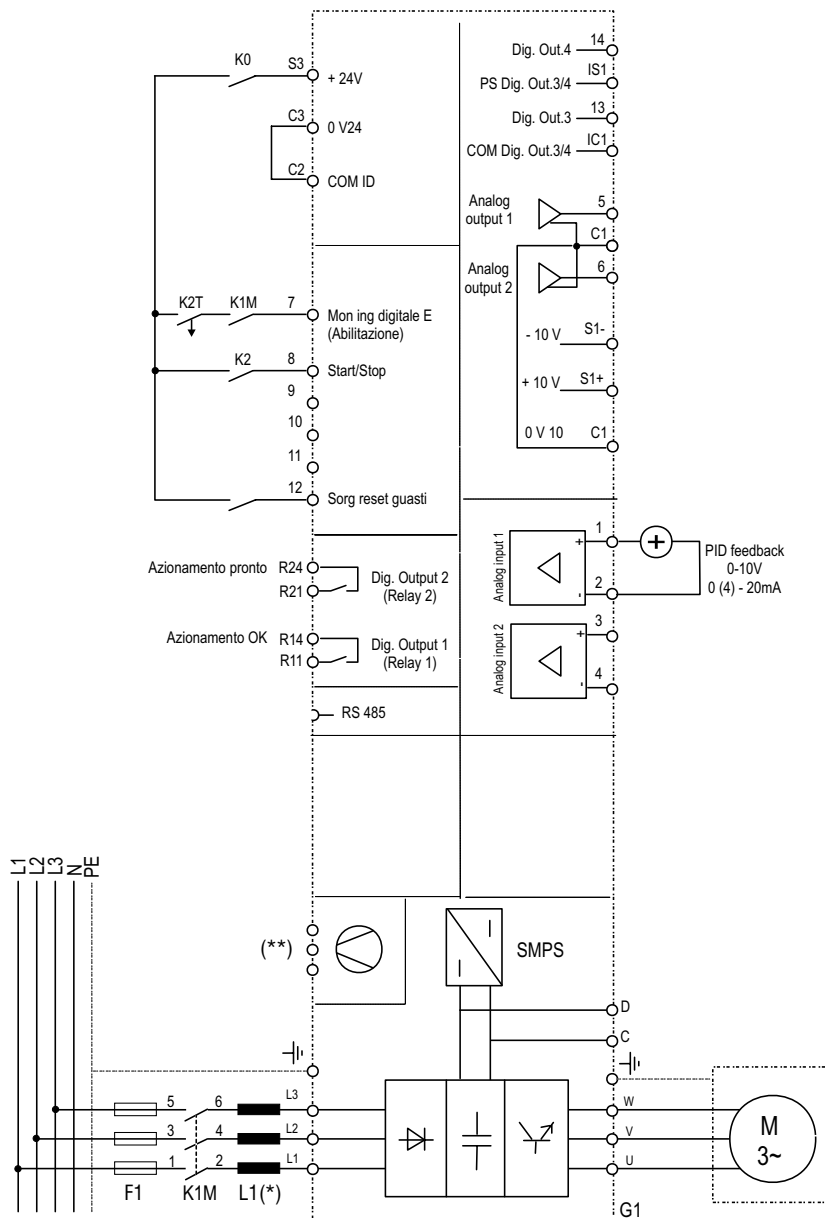 K0
S3
+ 24V
C3
0 V24
C2
COM ID
K2T
K1M
7
Mon ing digitale E
(Abilitazione)
K2
8
Start/Stop
9
10
11
12
Sorg reset guasti
Azionamento pronto
R24
R21
Dig. Output 2
(Relay 2)
Azionamento OK
R14
R11
Dig. Output 1
(Relay 1)
RS 485
Dig. Out.4
14
PS Dig. Out.3/4
IS1
Dig. Out.3
13
COM Dig. Out.3/4
IC1
Analog
output 1
5
C1
Analog
output 2
6
- 10 V
S1-
+ 10 V
S1+
0 V 10
C1
Analog input 1
+
-
1
2
+
PID feedback
0-10V
0 (4) - 20mA
Analog input 2
+
-
3
4
L1
L2
L3
N
PE
(**)
SMPS
D
C
5
6
L3
3
4
L2
1
2
L1
F1
K1M
L1(*)
W
V
U
M
3~
G1